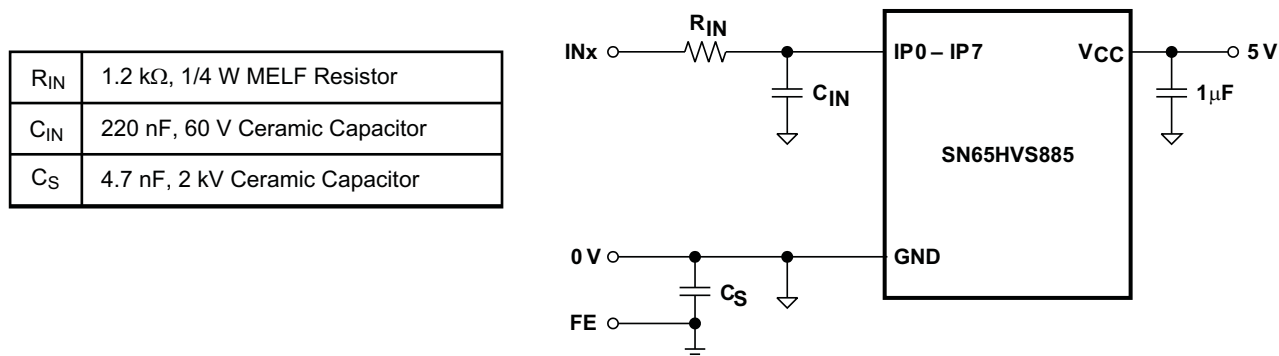 R_IN 1.2 kΩ, 1/4 W MELF Resistor
C_IN 220 nF, 60 V Ceramic Capacitor
C_S 4.7 nF, 2 kV Ceramic Capacitor
R_IN
INx
IP0 – IP7
V_CC
5 V
C_IN
1μF
SN65HVS885
0 V
GND
C_S
FE